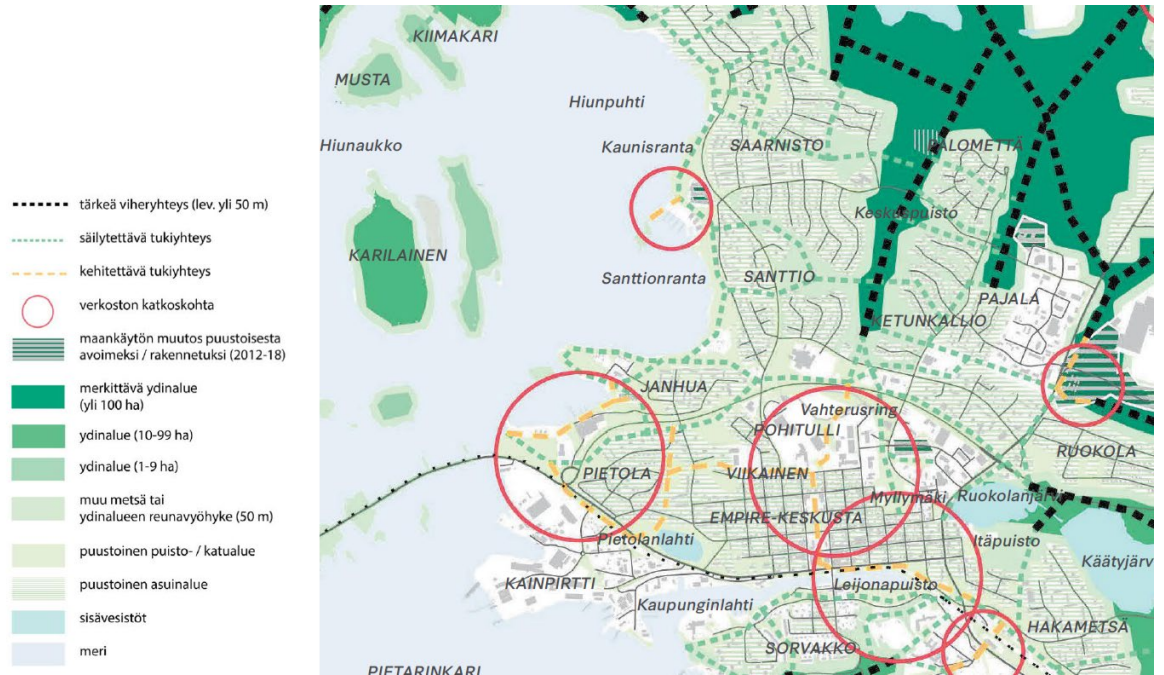 tärkeä viheryhteys (lev. yli 50 m)
säilytettävä tukiyhteys
kehitettävä tukiyhteys
verkoston katkoskohta
maankäytön muutos puustoisesta
avoimeksi / rakennetuksi (2012-18)
merkittävä ydinalue
(yli 100 ha)
ydinalue (10-99 ha)
ydinalue (1-9 ha)
muu metsä tai
ydinalueen reunavyöhyke (50 m)
puustoinen puisto- / katualue
puustoinen asuinalue
sisävesistöt
meri
KIIMAKARI
MUSTA
Hiunpuhti
Hiunaukko
Kaunisranta
SAARNISTO
PALOMETTÄ
Keskuspuisto
KARILAINEN
Santtionranta
SANTTIO
PAJALA
KETUNKALLIO
JANHUA
Vahterusring
POHITULLI
RUOKOLA
PIETOLA
VIIKAINEN
Myllymäki
Ruokolanjärvi
EMPIRE-KESKUSTA
Pietolanlahti
Itäpuisto
Käätyjärv
KAINPIRTTI
Leijonapuisto
Kaupunginlahti
HAKAMETSÄ
SORVAKKO
PIETARINKARI